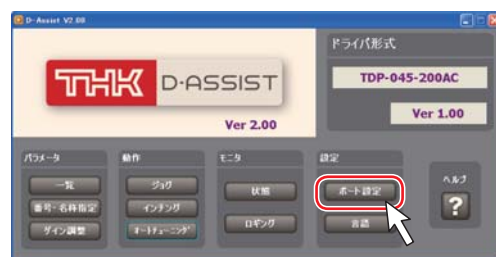 D-Assist V2.00
ドライバ形式
THK D-ASSIST
TDP-045-200AC
Ver 2.00
Ver 1.00
パラメータ
動作
モニタ
設定
ヘルプ
一覧
ジョグ
状態
ポート設定
番号・名称指定
インチング
?
ゲイン調整
オートチューニング
ロギング
言語